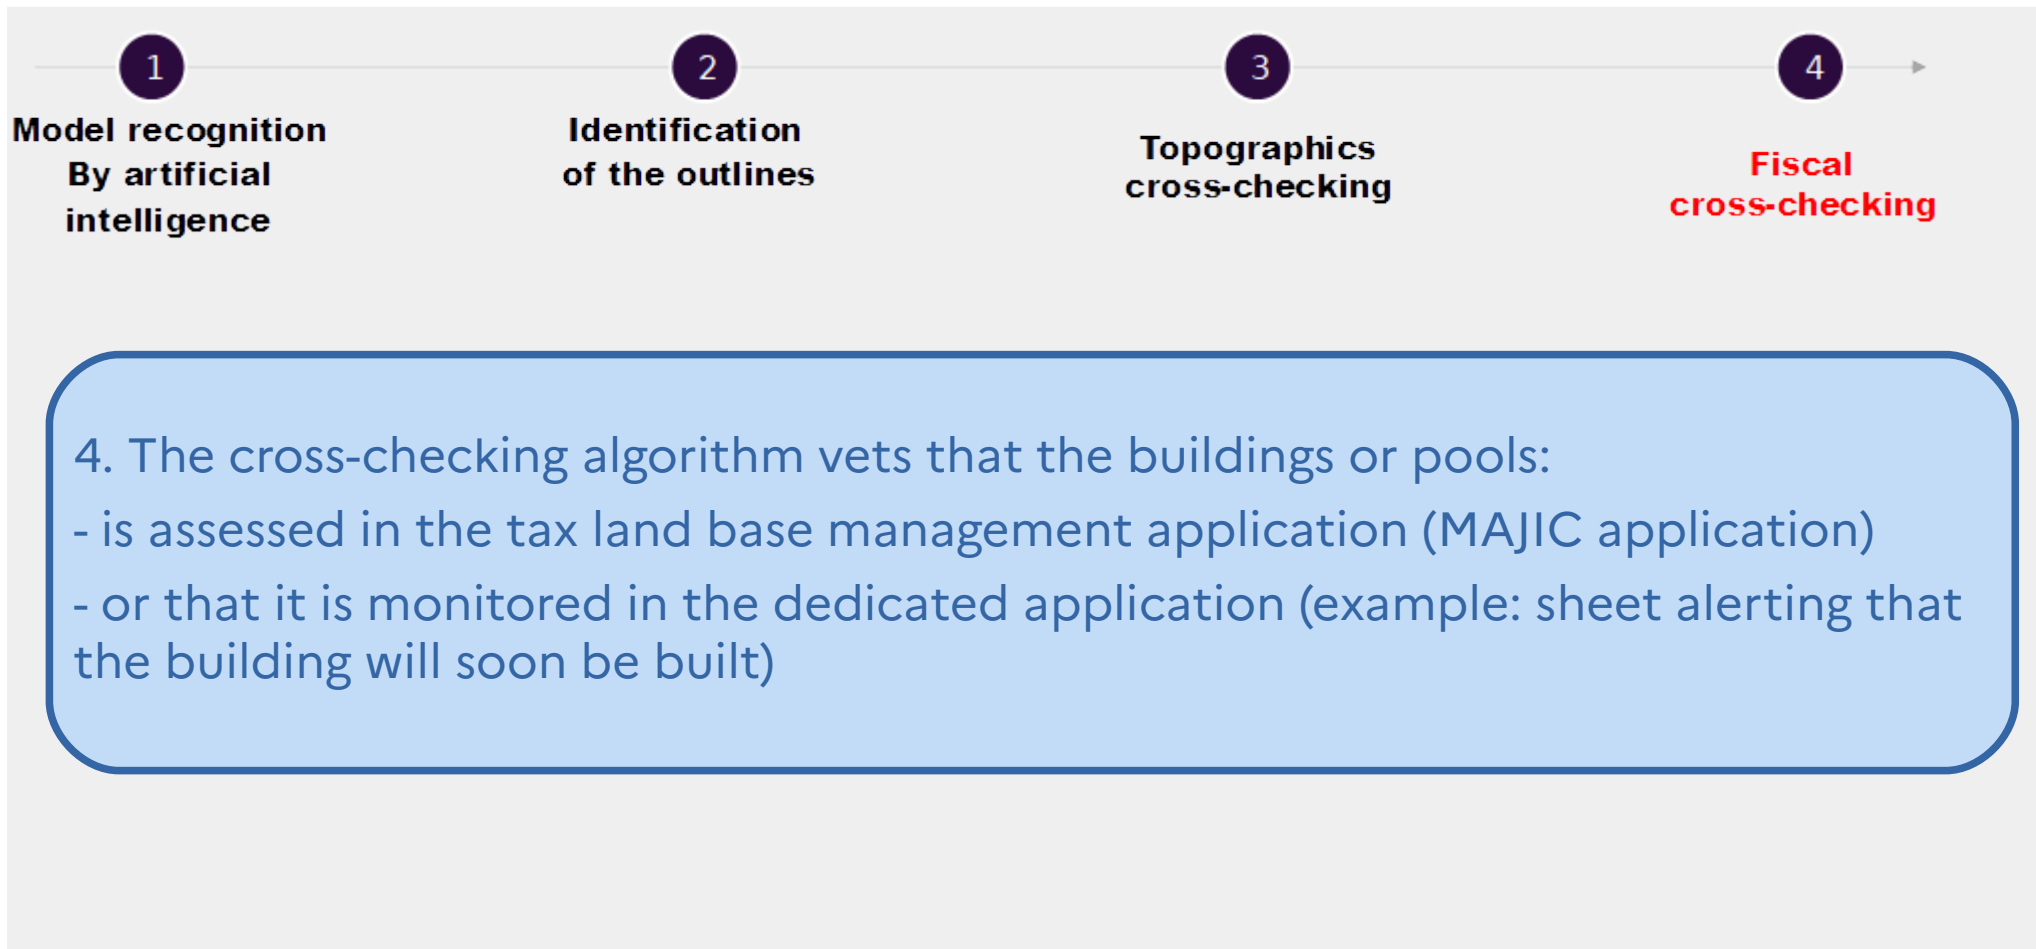 1
Model recognition
By artificial
intelligence
2
Identification
of the outlines
3
Topographics
cross-checking
4
Fiscal
cross-checking
4. The cross-checking algorithm vets that the buildings or pools:
- is assessed in the tax land base management application (MAJIC application)
- or that it is monitored in the dedicated application (example: sheet alerting that
the building will soon be built)